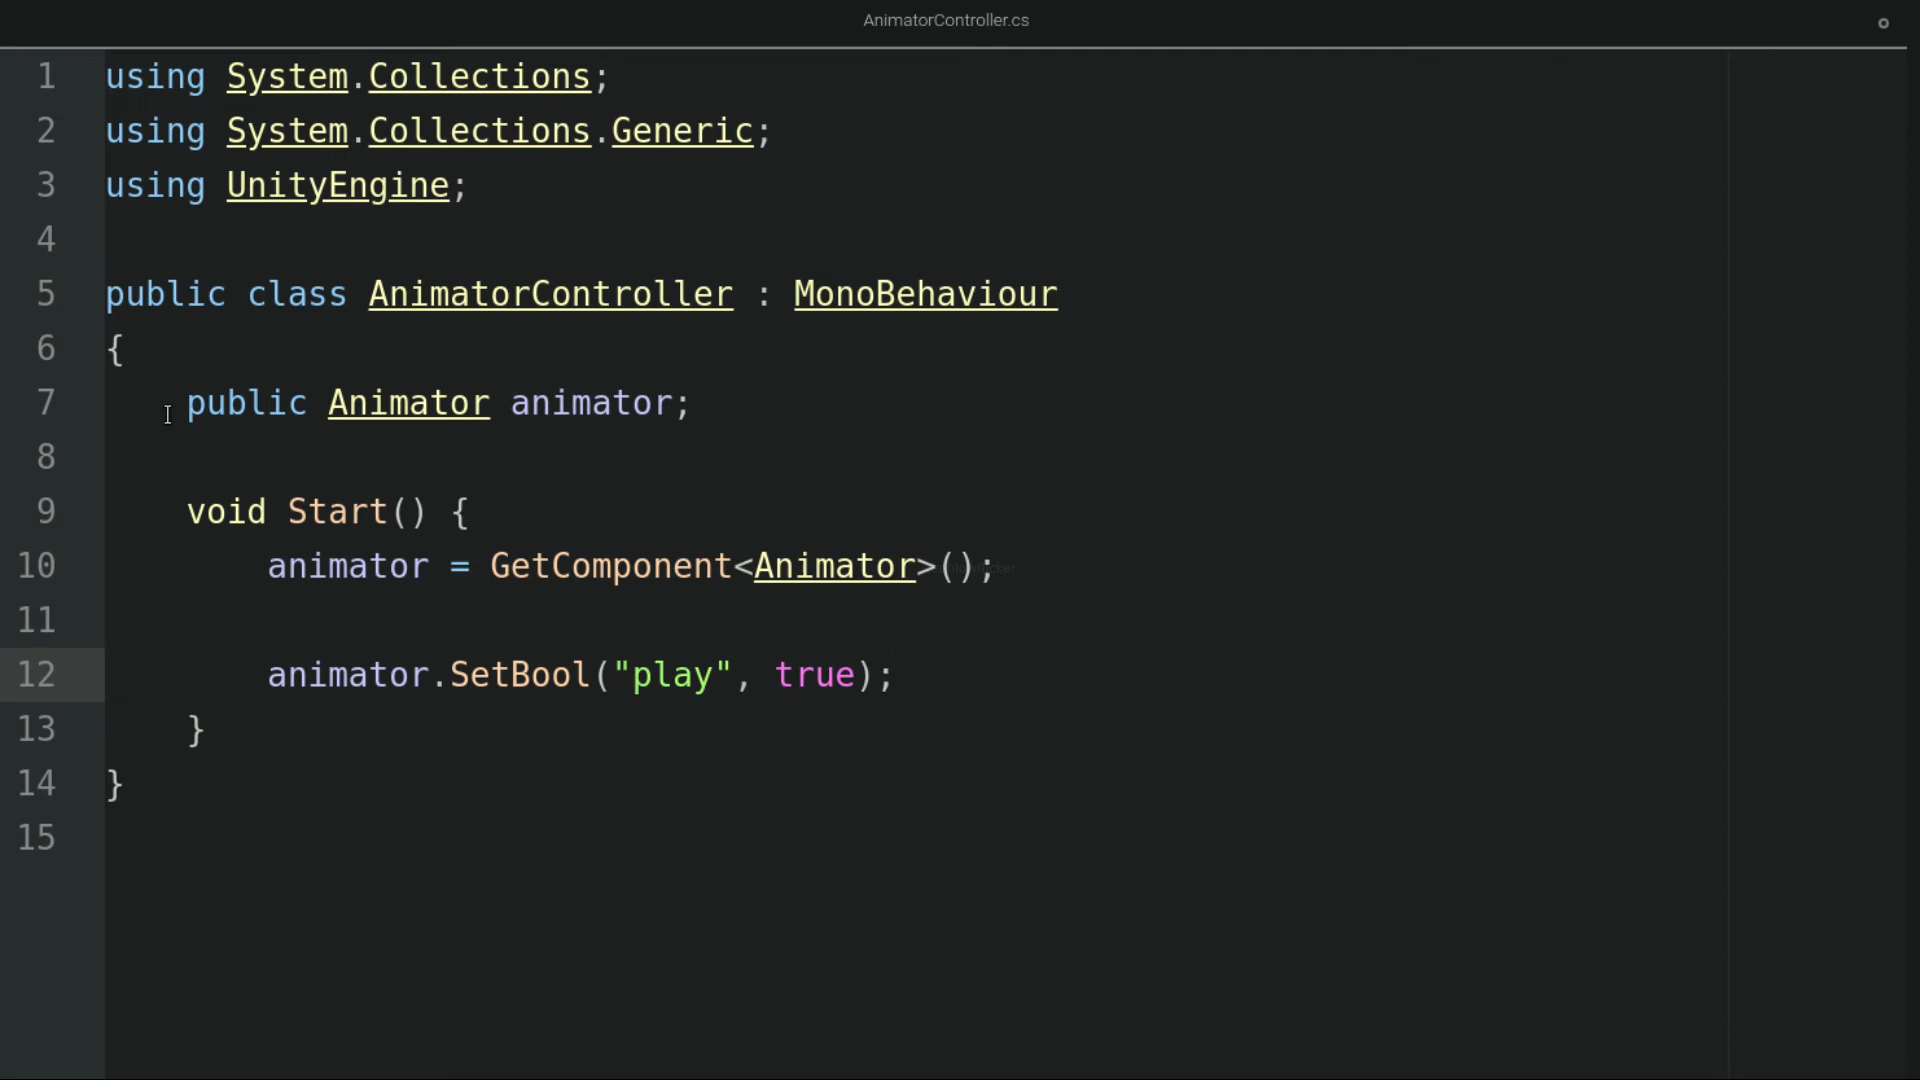 AnimatorController.cs
1 using System.Collections;
2 using System.Collections.Generic;
3 using UnityEngine;
4
5 public class AnimatorController : MonoBehaviour
6 {
7 public Animator animator;
8
9 void Start() {
10 animator = GetComponent<Animator>();
11
12 animator.SetBool("play", true);
13 }
14 }
15